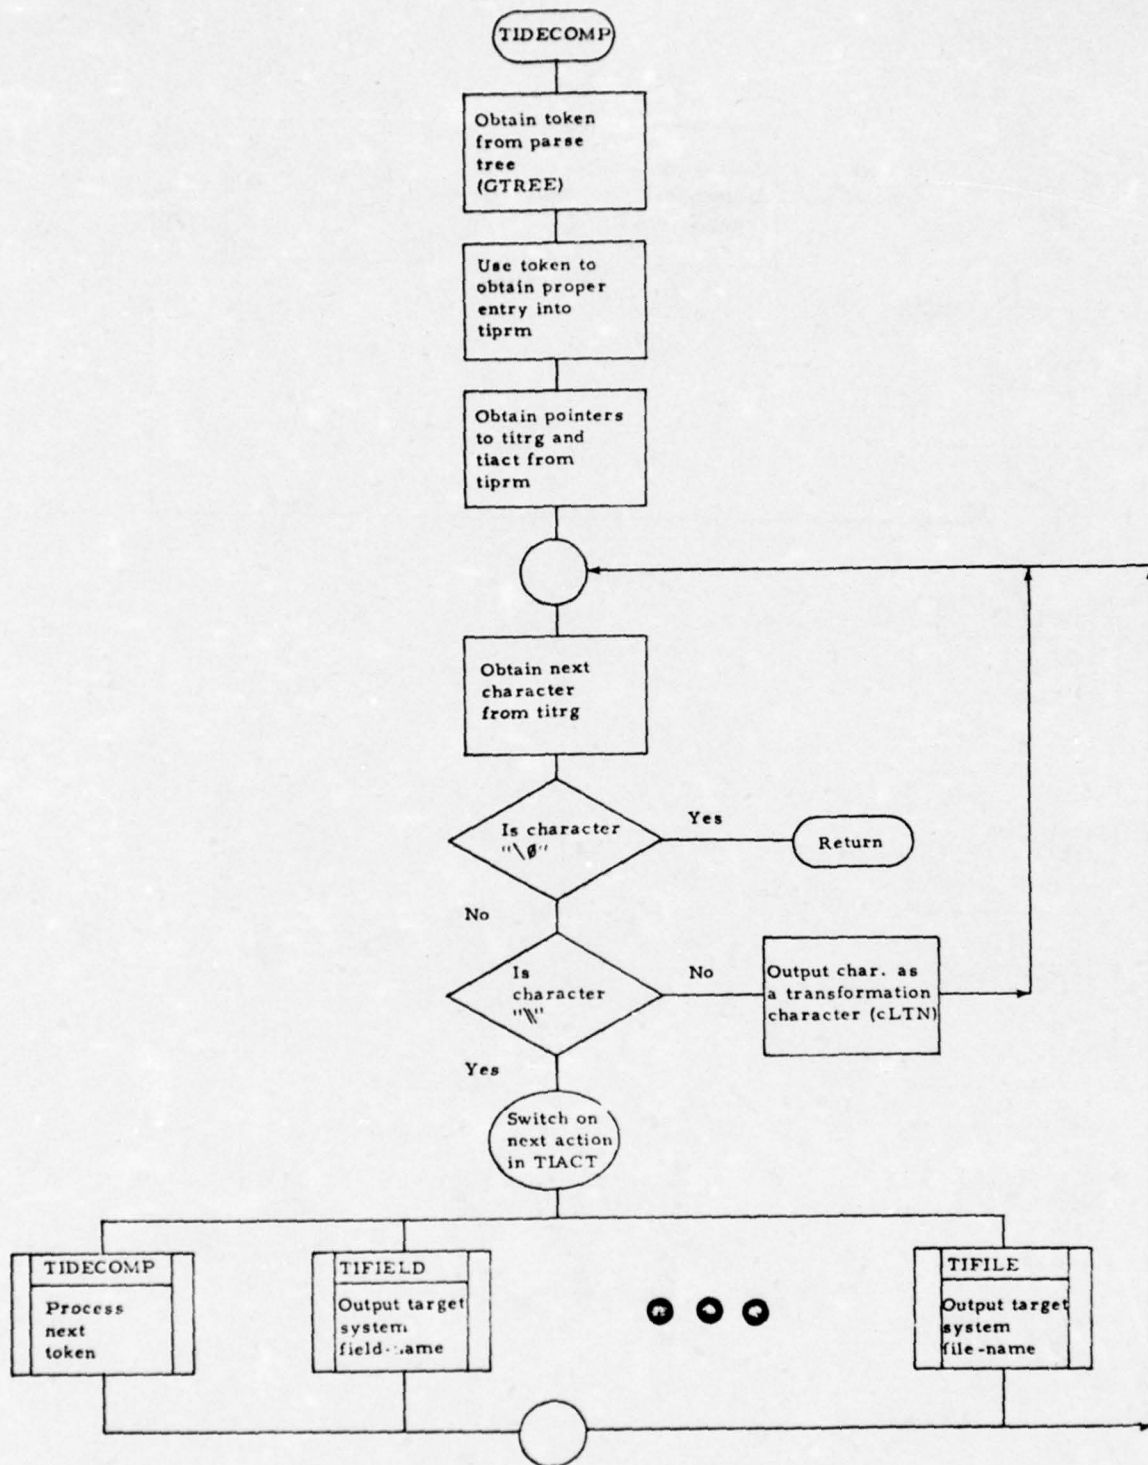 TIDECOMP
Obtain token
from parse
tree
(GTREE)
Use token to
obtain proper
entry into
tiprm
Obtain pointers
to titrg and
tiact from
tiprm
Obtain next
character
from titrg
Is character
"\0"
Yes
Return
No
Is
character
"\"
No
Output char. as
a transformation
character (cLTN)
Yes
Switch on
next action
in TIACT
TIDECOMP
Process
next
token
TIFIELD
Output target
system
field-name
TIFILE
Output target
system
file-name